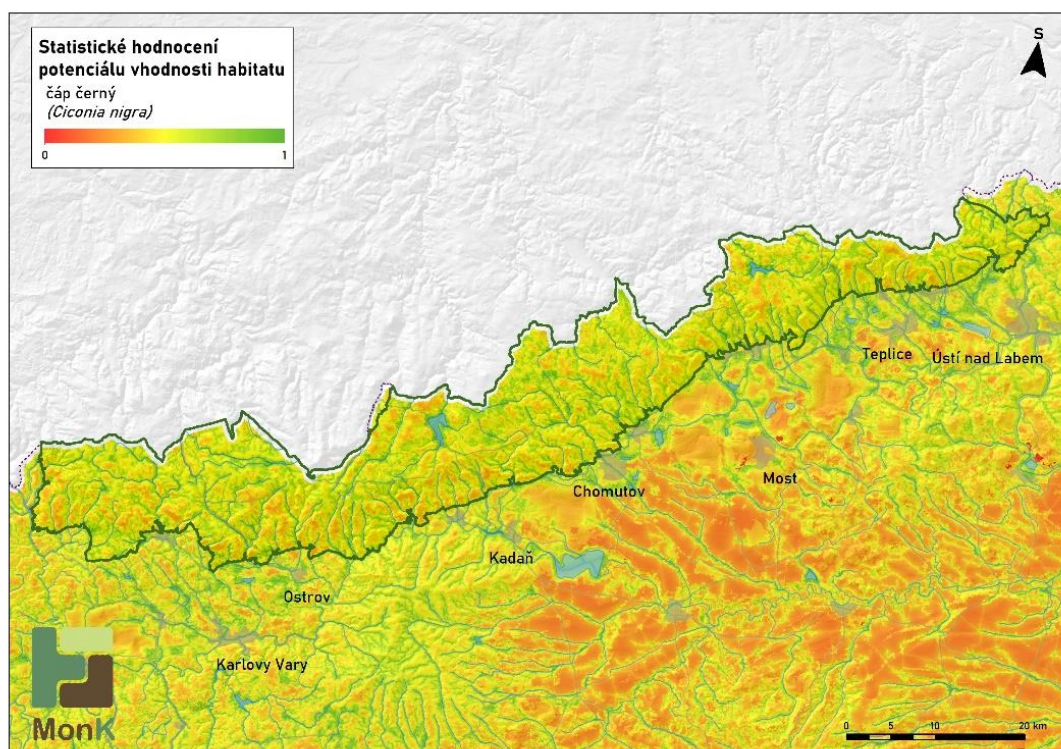 Statistické hodnocení
potenciálu vhodnosti habitatu
čáp černý
(Ciconia nigra)
0 1
S
Teplice
Ústí nad Labem
Most
Chomutov
Kadaň
Ostrov
Karlovy Vary
MonK
0 5 10 20 km